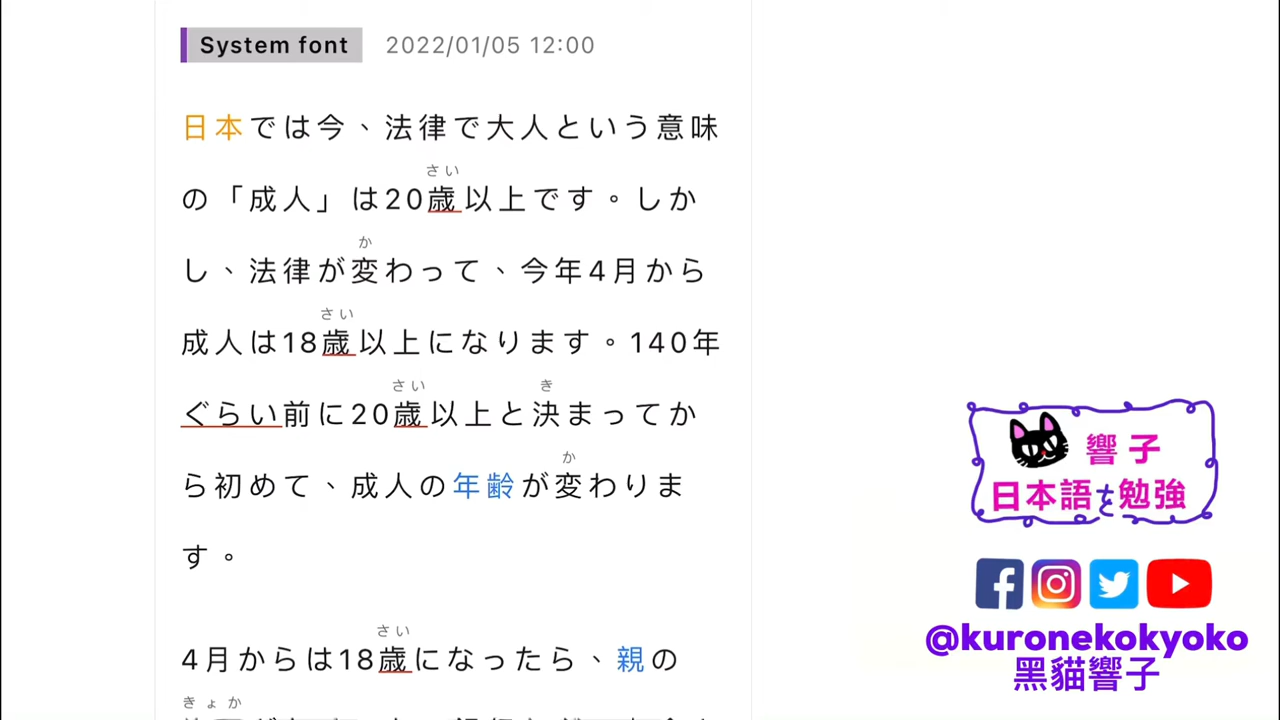 System font 2022/01/05 12:00
日本では今、法律で大人という意味
さい
の「成人」は20歳以上です。しか
か
し、法律が変わって、今年4月から
さい
成人は18歳以上になります。140年
さい き
ぐらい前に20歳以上と決まってか
か
ら初めて、成人の年齢が変わりま
す。
さい
4月からは18歳になったら、親の
きょか
響子
日本語を勉強
@kuronekokyoko
黑貓響子